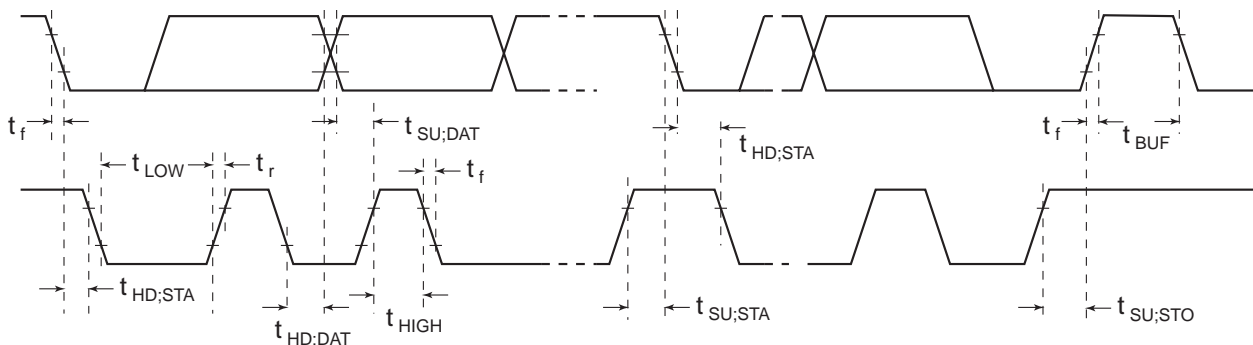 t f
t SU;DAT
t HD;STA
t f
t BUF
t LOW
t r
t f
t HD;STA
t HD;DAT
t HIGH
t SU;STA
t SU;STO